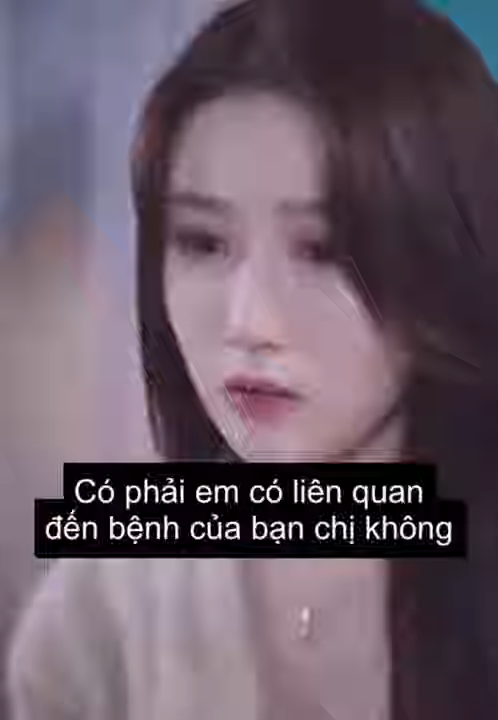 Có phải em có liên quan
đến bệnh của bạn chị không